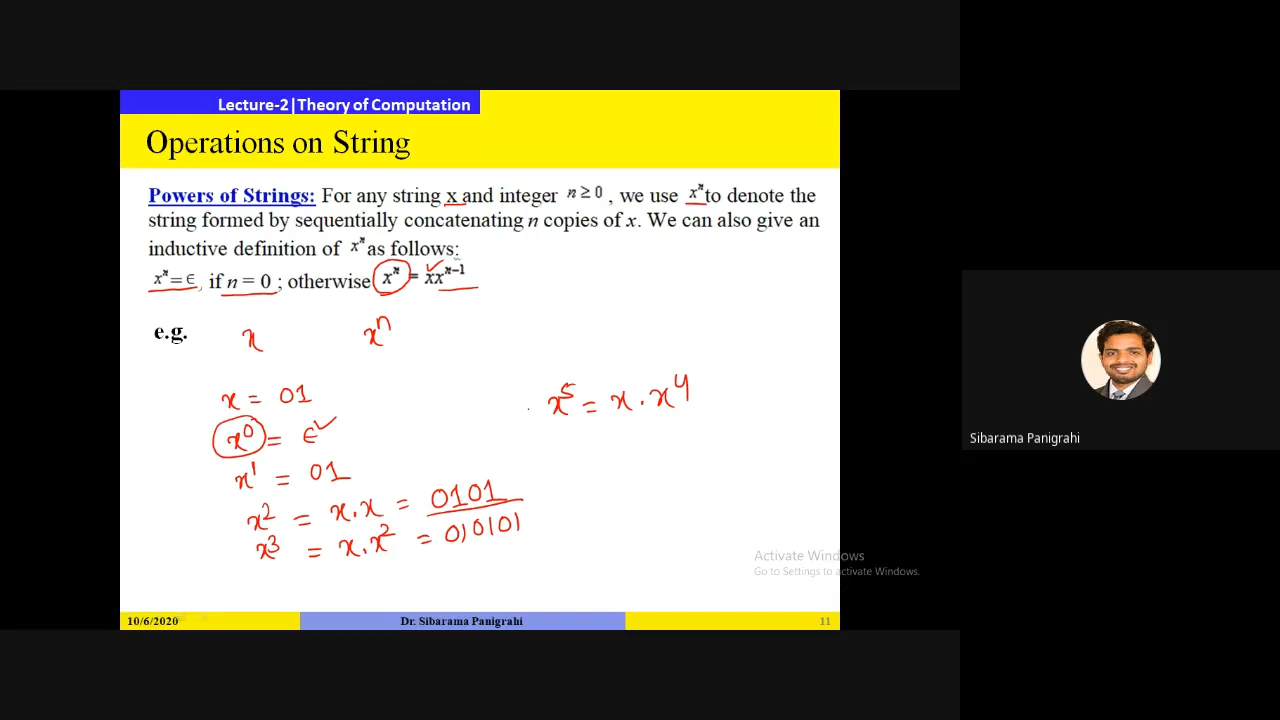 Lecture-2|Theory of Computation
Operations on String
Powers of Strings: For any string x and integer n ≥ 0 , we use xⁿ to denote the
string formed by sequentially concatenating n copies of x. We can also give an
inductive definition of xⁿ as follows:
xⁿ = ϵ, if n = 0 ; otherwise xⁿ = xxⁿ⁻¹
e.g. x xⁿ
x = 01
x⁵ = x . x⁴
x⁰ = ϵ
x¹ = 01
x² = x . x = 0101
x³ = x . x² = 010101
Sibarama Panigrahi
Activate Windows
Go to Settings to activate Windows.
10/6/2020 Dr. Sibarama Panigrahi 11